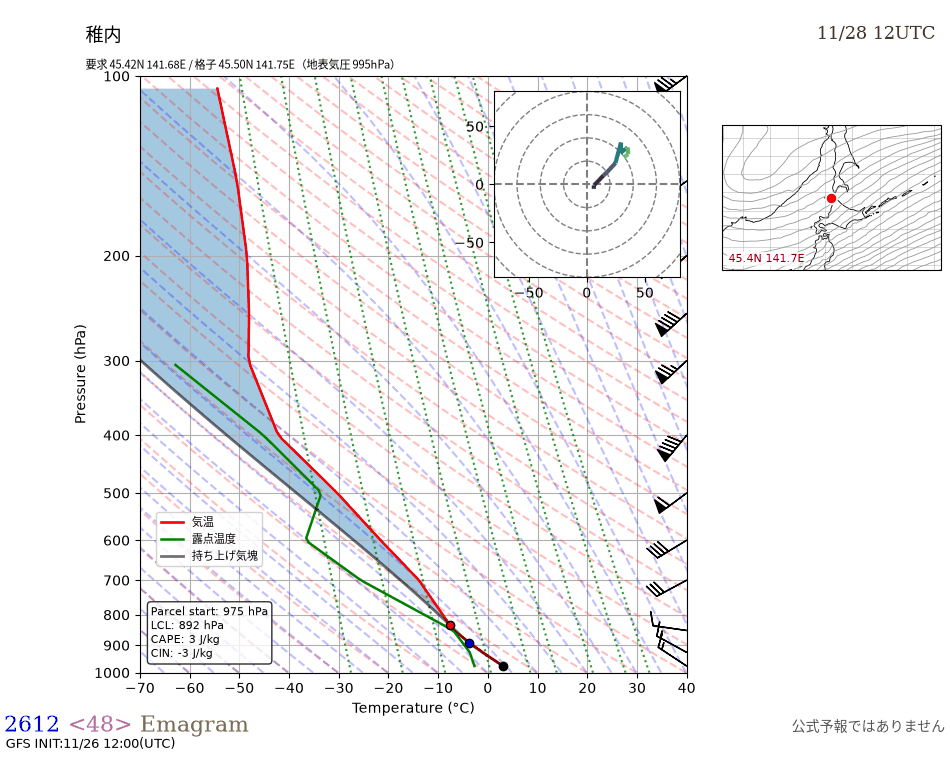 稚内
11/28 12UTC
要求 45.42N 141.68E / 格子 45.50N 141.75E（地表気圧 995hPa）
100
200
300
400
500
600
700
800
900
1000
Pressure (hPa)
−70 −60 −50 −40 −30 −20 −10 0 10 20 30 40
Temperature (°C)
50
0
−50
−50 0 50
45.4N 141.7E
気温
露点温度
持ち上げ気塊
Parcel start: 975 hPa
LCL: 892 hPa
CAPE: 3 J/kg
CIN: -3 J/kg
2612 <48> Emagram
GFS INIT:11/26 12:00(UTC)
公式予報ではありません